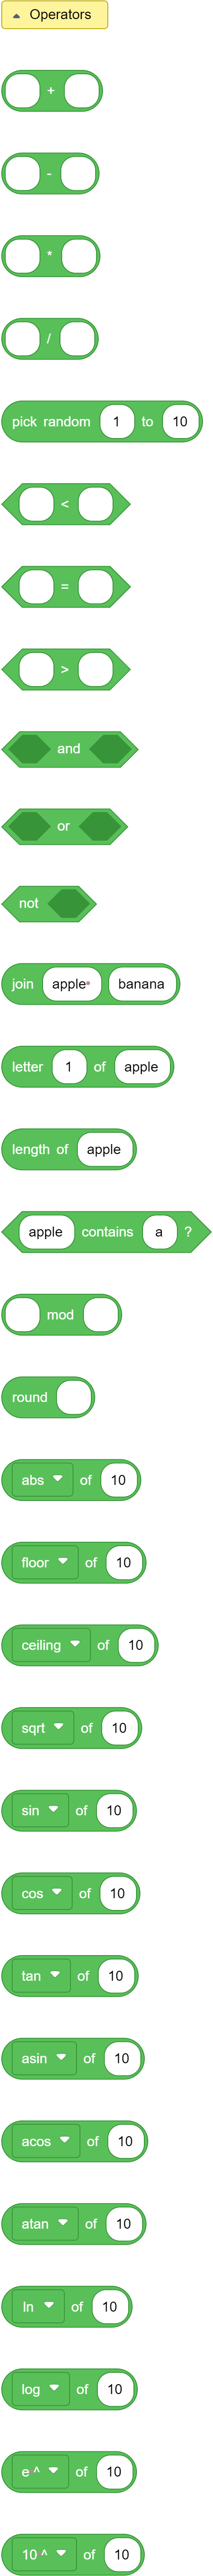 Operators
+
-
*
/
pick random 1 to 10
<
=
>
and
or
not
join apple banana
letter 1 of apple
length of apple
apple contains a ?
mod
round
abs of 10
floor of 10
ceiling of 10
sqrt of 10
sin of 10
cos of 10
tan of 10
asin of 10
acos of 10
atan of 10
ln of 10
log of 10
e ^ of 10
10 ^ of 10